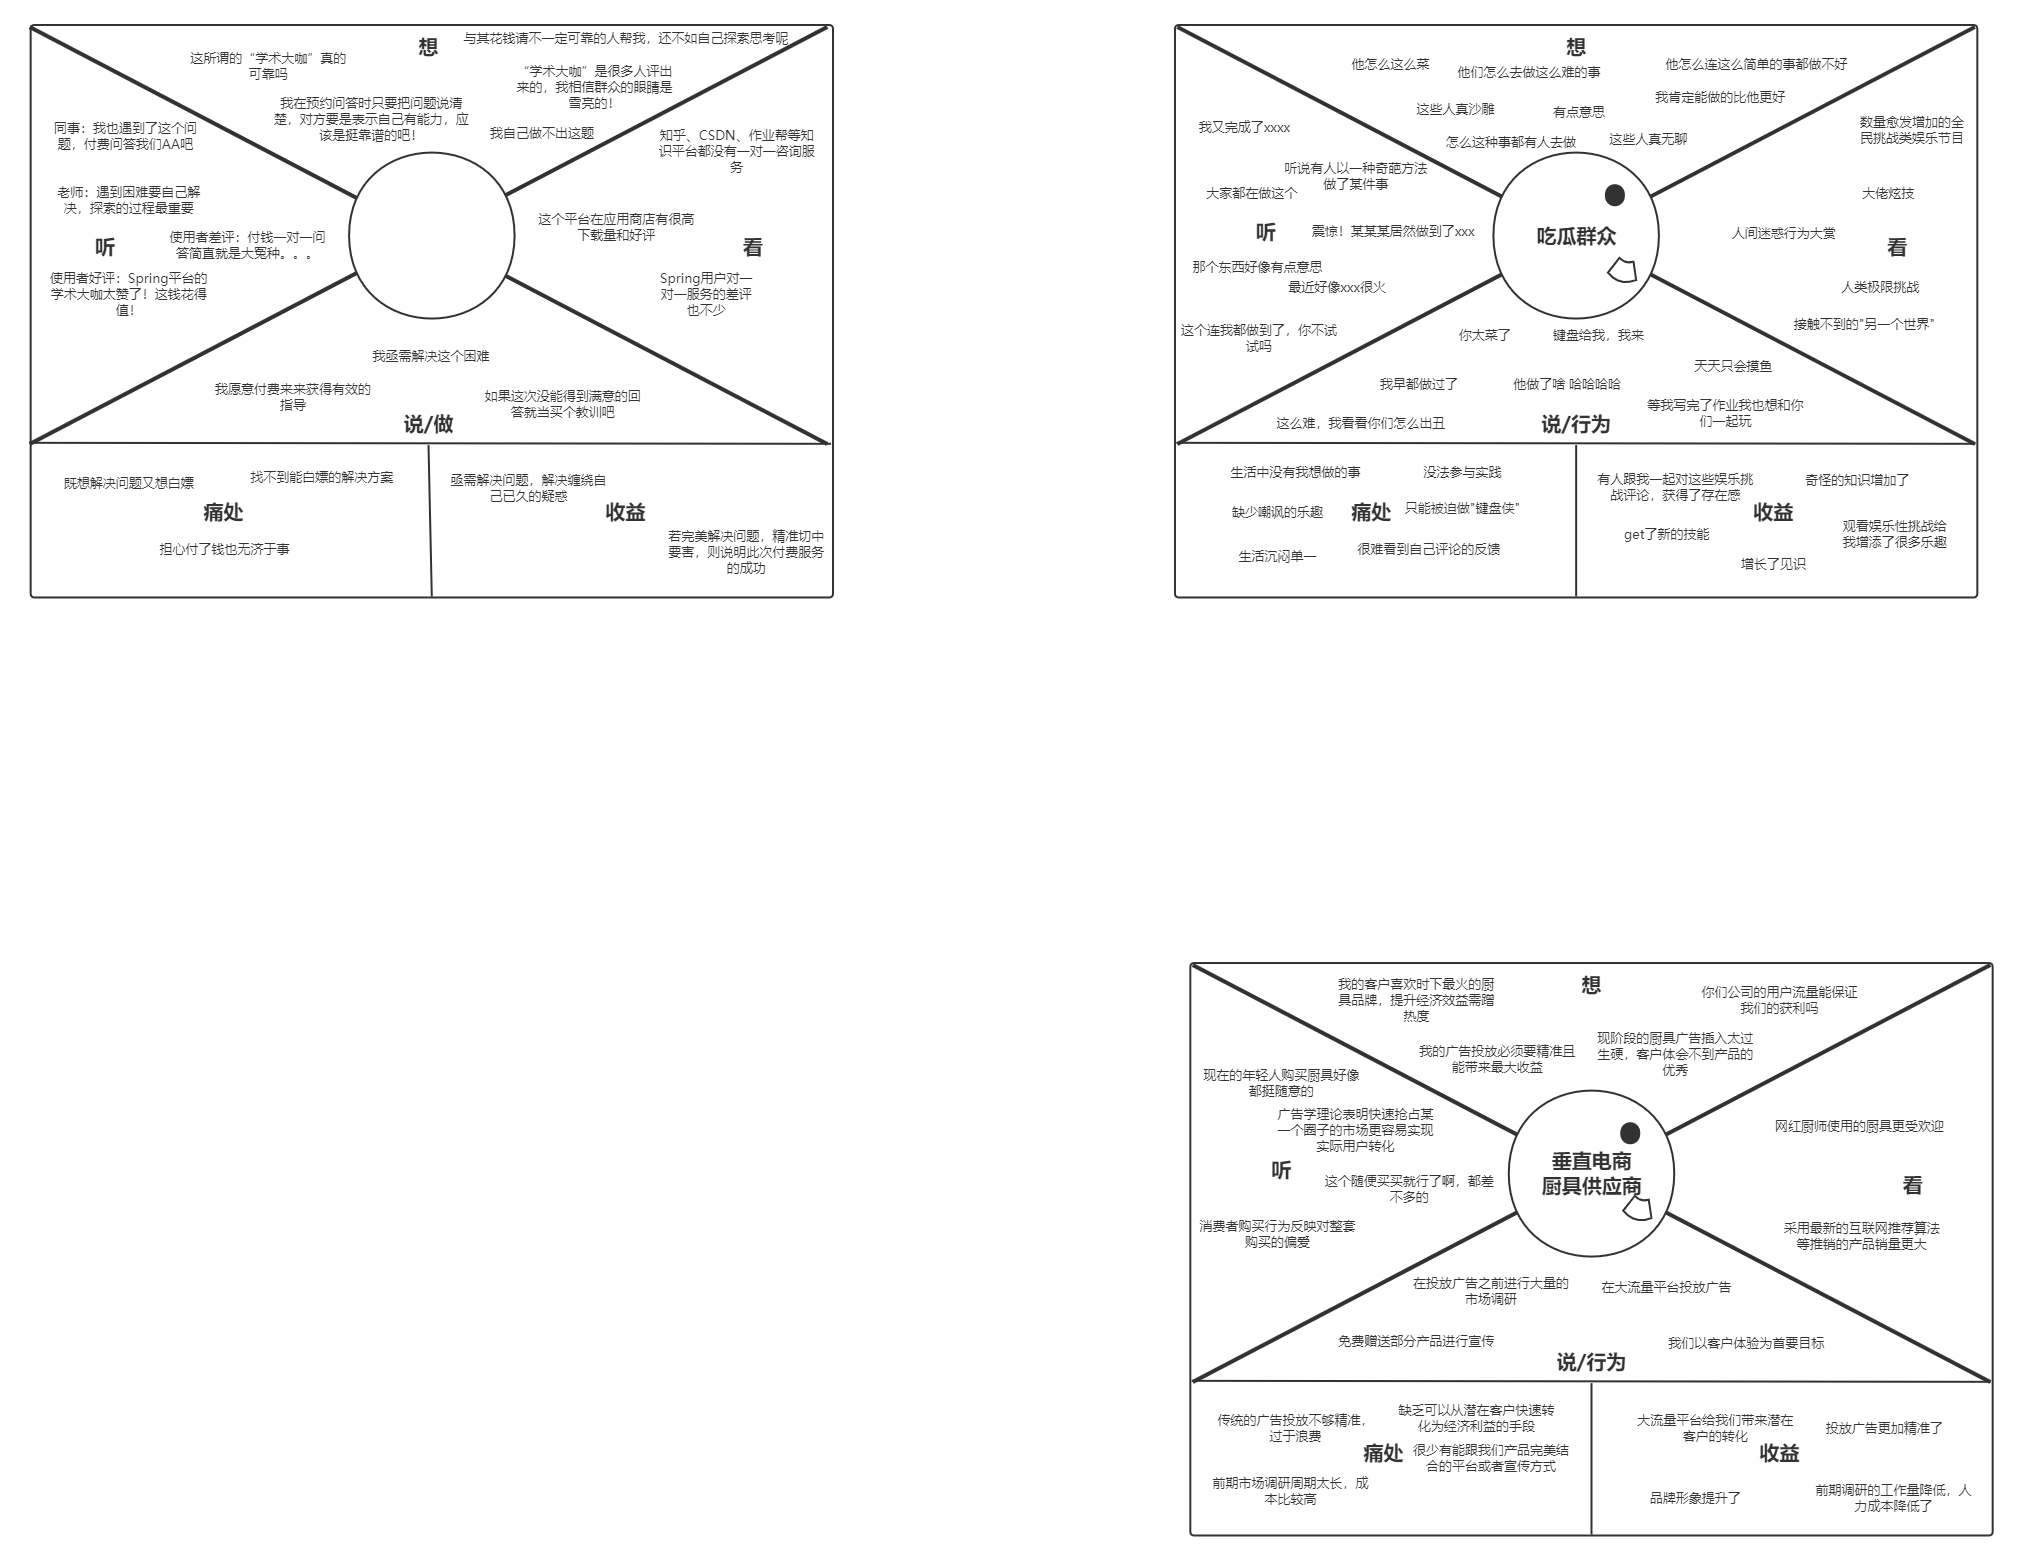 想
与其花钱请不一定可靠的人帮我，还不如自己探索思考呢
这所谓的“学术大咖”真的
可靠吗
“学术大咖”是很多人评出
来的，我相信群众的眼睛是
雪亮的！
我在预约问答时只要把问题说清
楚，对方要是表示自己有能力，应
该是挺靠谱的吧！
我自己做不出这题
同事：我也遇到了这个问
题，付费问答我们AA吧
老师：遇到困难要自己解
决，探索的过程最重要
听
使用者差评：付钱一对一问
答简直就是大冤种。。。
使用者好评：Spring平台的
学术大咖太赞了！这钱花得
值！
知乎、CSDN、作业帮等知
识平台都没有一对一咨询服
务
这个平台在应用商店有很高
下载量和好评
看
Spring用户对一
对一服务的差评
也不少
我亟需解决这个困难
我愿意付费来来获得有效的
指导
如果这次没能得到满意的回
答就当买个教训吧
说/做
既想解决问题又想白嫖
找不到能白嫖的解决方案
痛处
担心付了钱也无济于事
亟需解决问题，解决缠绕自
己已久的疑惑
收益
若完美解决问题，精准切中
要害，则说明此次付费服务
的成功
想
他怎么这么菜
他们怎么去做这么难的事
他怎么连这么简单的事都做不好
这些人真沙雕
有点意思
我肯定能做的比他更好
怎么这种事都有人去做
这些人真无聊
我又完成了xxxx
听说有人以一种奇葩方法
做了某件事
大家都在做这个
听
震惊！某某某居然做到了xxx
那个东西好像有点意思
最近好像xxx很火
这个连我都做到了，你不试
试吗
吃瓜群众
数量愈发增加的全
民挑战类娱乐节目
大佬炫技
人间迷惑行为大赏
看
人类极限挑战
接触不到的"另一个世界"
你太菜了
键盘给我，我来
天天只会摸鱼
我早都做过了
他做了啥 哈哈哈哈
等我写完了作业我也想和你
们一起玩
这么难，我看看你们怎么出丑
说/行为
生活中没有我想做的事
没法参与实践
缺少嘲讽的乐趣
痛处
只能被迫做"键盘侠"
生活沉闷单一
很难看到自己评论的反馈
有人跟我一起对这些娱乐挑
战评论，获得了存在感
奇怪的知识增加了
收益
get了新的技能
观看娱乐性挑战给
我增添了很多乐趣
增长了见识
想
我的客户喜欢时下最火的厨
具品牌，提升经济效益需蹭
热度
你们公司的用户流量能保证
我们的获利吗
我的广告投放必须要精准且
能带来最大收益
现阶段的厨具广告插入太过
生硬，客户体会不到产品的
优秀
现在的年轻人购买厨具好像
都挺随意的
广告学理论表明快速抢占某
一个圈子的市场更容易实现
实际用户转化
听
这个随便买买就行了啊，都差
不多的
消费者购买行为反映对整套
购买的偏爱
垂直电商
厨具供应商
网红厨师使用的厨具更受欢迎
看
采用最新的互联网推荐算法
等推销的产品销量更大
在投放广告之前进行大量的
市场调研
在大流量平台投放广告
免费赠送部分产品进行宣传
我们以客户体验为首要目标
说/行为
传统的广告投放不够精准，
过于浪费
缺乏可以从潜在客户快速转
化为经济利益的手段
痛处
很少有能跟我们产品完美结
合的平台或者宣传方式
前期市场调研周期太长，成
本比较高
大流量平台给我们带来潜在
客户的转化
投放广告更加精准了
收益
品牌形象提升了
前期调研的工作量降低，人
力成本降低了